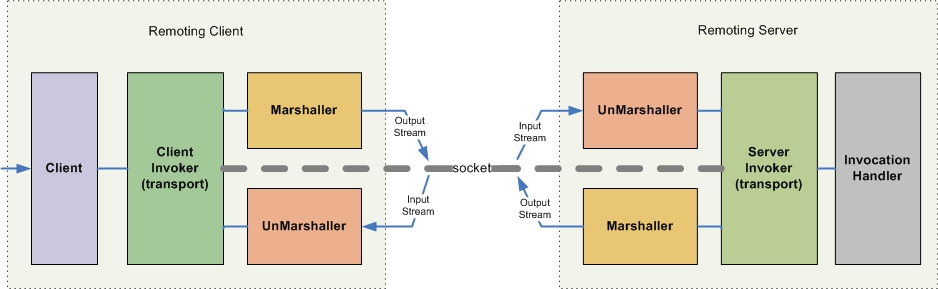 Remoting Client
Remoting Server
Client
Client
Invoker
(transport)
Marshaller
UnMarshaller
Output
Stream
Input
Stream
socket
Input
Stream
Output
Stream
UnMarshaller
Marshaller
Server
Invoker
(transport)
Invocation
Handler